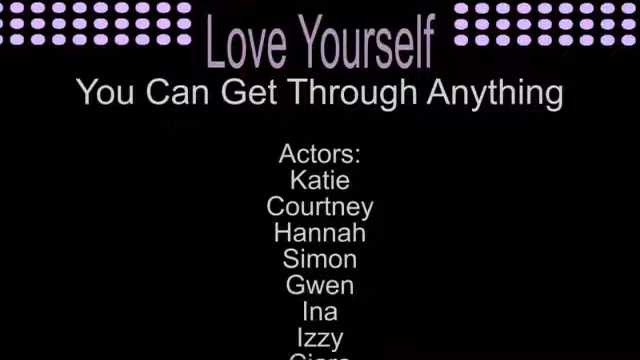 Love Yourself
You Can Get Through Anything
Actors:
Katie
Courtney
Hannah
Simon
Gwen
Ina
Izzy